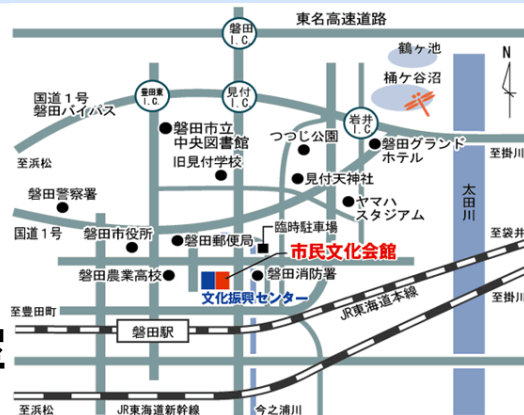 東名高速道路
磐田
I.C.
鶴ヶ池
N
桶ケ谷沼
国道1号
磐田バイパス
豊田東
I.C.
見付
I.C.
岩井
I.C.
磐田市立
中央図書館
つつじ公園
磐田グランド
ホテル
至掛川
至浜松
旧見付学校
見付天神社
太田川
磐田警察署
ヤマハ
スタジアム
国道1号
磐田市役所
磐田郵便局
臨時駐車場
至袋井
市民文化会館
磐田農業高校
磐田消防署
至掛川
文化振興センター
至豊田町
JR東海道本線
磐田駅
至浜松
JR東海道新幹線
今之浦川